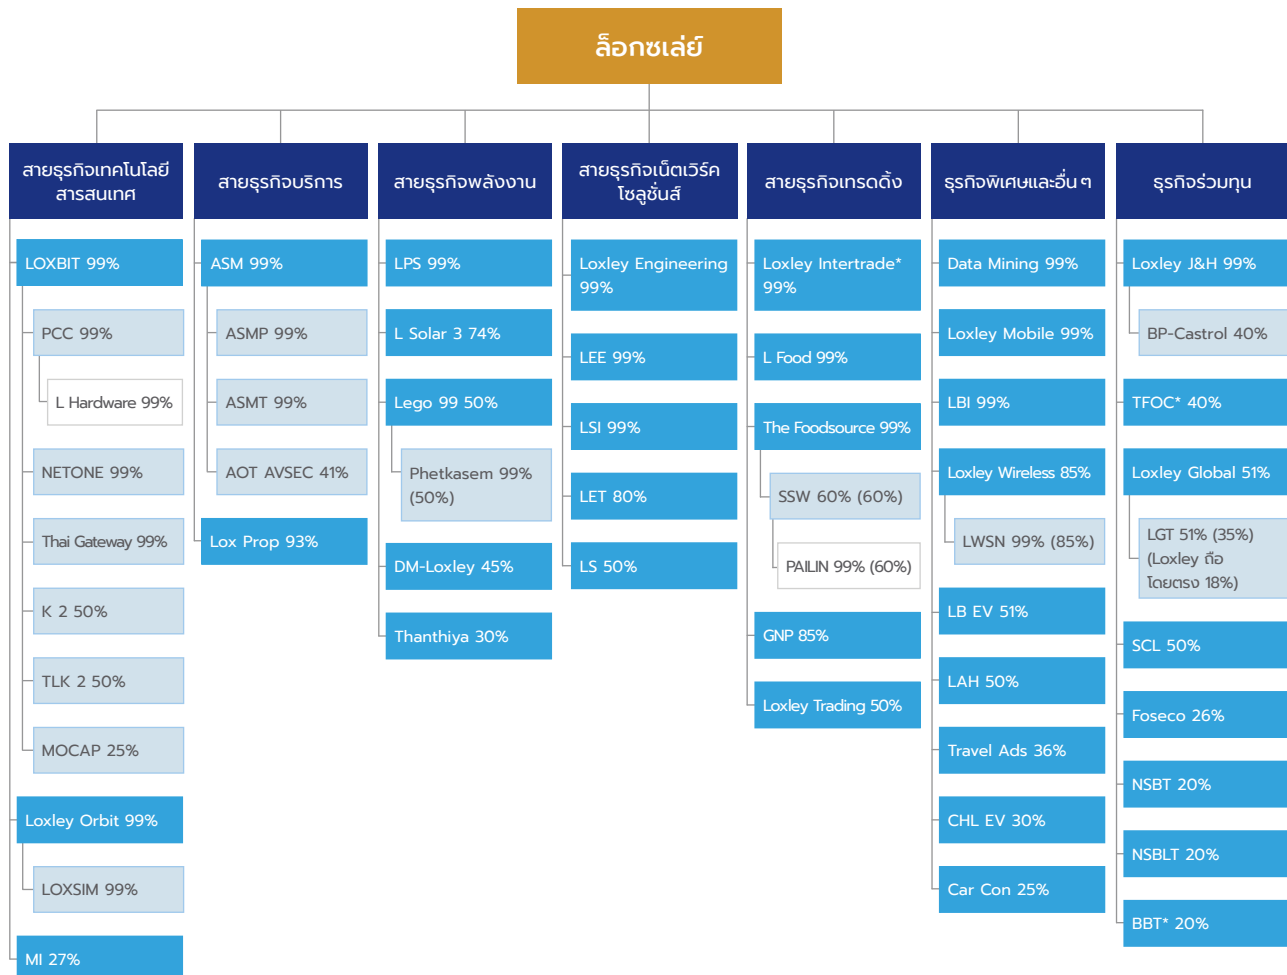 ล็อกซเล่ย์
สายธุรกิจเทคโนโลยี
สารสนเทศ
LOXBIT 99%
PCC 99%
L Hardware 99%
NETONE 99%
Thai Gateway 99%
K 2 50%
TLK 2 50%
MOCAP 25%
Loxley Orbit 99%
LOXSIM 99%
MI 27%
สายธุรกิจบริการ
ASM 99%
ASMP 99%
ASMT 99%
AOT AVSEC 41%
Lox Prop 93%
สายธุรกิจพลังงาน
LPS 99%
L Solar 3 74%
Lego 99 50%
Phetkasem 99%
(50%)
DM-Loxley 45%
Thanthiya 30%
สายธุรกิจเน็ตเวิร์ค
โซลูชั่นส์
Loxley Engineering
99%
LEE 99%
LSI 99%
LET 80%
LS 50%
สายธุรกิจเทรดดิ้ง
Loxley Intertrade*
99%
L Food 99%
The Foodsource 99%
SSW 60% (60%)
PAILIN 99% (60%)
GNP 85%
Loxley Trading 50%
ธุรกิจพิเศษและอื่น ๆ
Data Mining 99%
Loxley Mobile 99%
LBI 99%
Loxley Wireless 85%
LWSN 99% (85%)
LB EV 51%
LAH 50%
Travel Ads 36%
CHL EV 30%
Car Con 25%
ธุรกิจร่วมทุน
Loxley J&H 99%
BP-Castrol 40%
TFOC* 40%
Loxley Global 51%
LGT 51% (35%)
(Loxley ถือ
โดยตรง 18%)
SCL 50%
Foseco 26%
NSBT 20%
NSBLT 20%
BBT* 20%